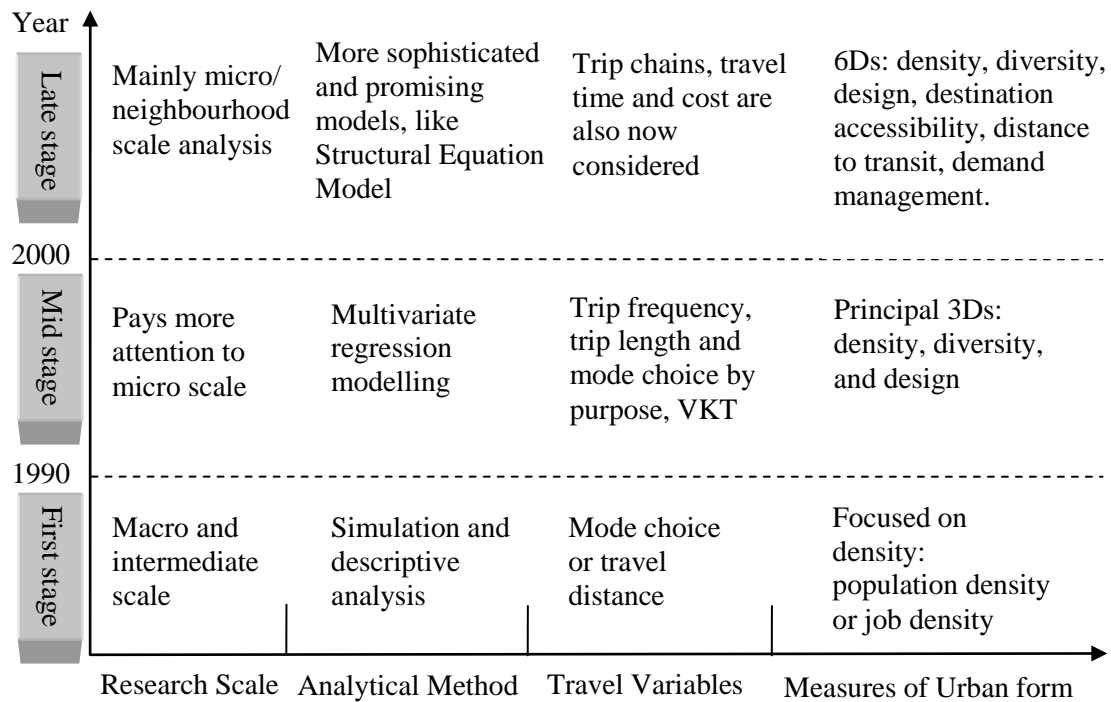 Year
Late stage
Mainly micro/
neighbourhood
scale analysis
More sophisticated
and promising
models, like
Structural Equation
Model
Trip chains, travel
time and cost are
also now
considered
6Ds: density, diversity,
design, destination
accessibility, distance
to transit, demand
management.
2000
Mid stage
Pays more
attention to
micro scale
Multivariate
regression
modelling
Trip frequency,
trip length and
mode choice by
purpose, VKT
Principal 3Ds:
density, diversity,
and design
1990
First stage
Macro and
intermediate
scale
Simulation and
descriptive
analysis
Mode choice
or travel
distance
Focused on
density:
population density
or job density
Research Scale
Analytical Method
Travel Variables
Measures of Urban form